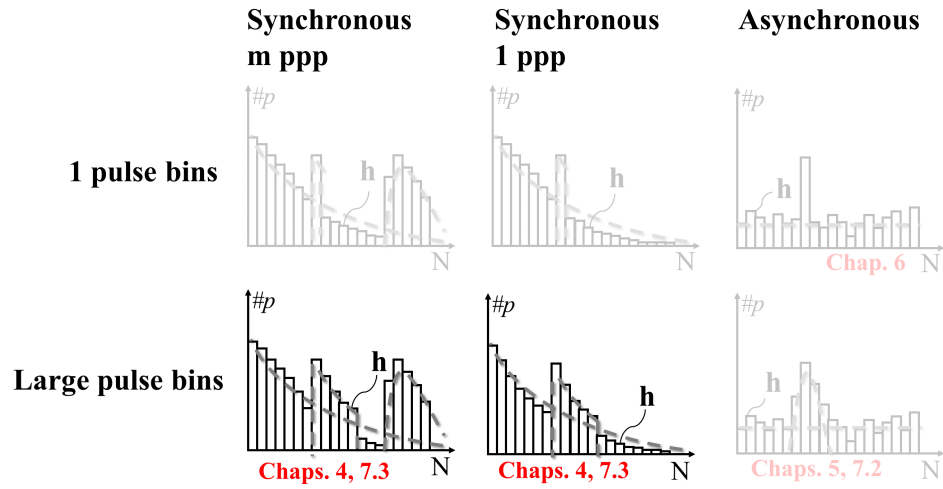 Synchronous
m ppp
Synchronous
1 ppp
Asynchronous
1 pulse bins
#p
h
N
#p
h
N
#p
h
N
Chap. 6
Large pulse bins
#p
h
N
Chaps. 4, 7.3
#p
h
N
Chaps. 4, 7.3
#p
h
N
Chaps. 5, 7.2